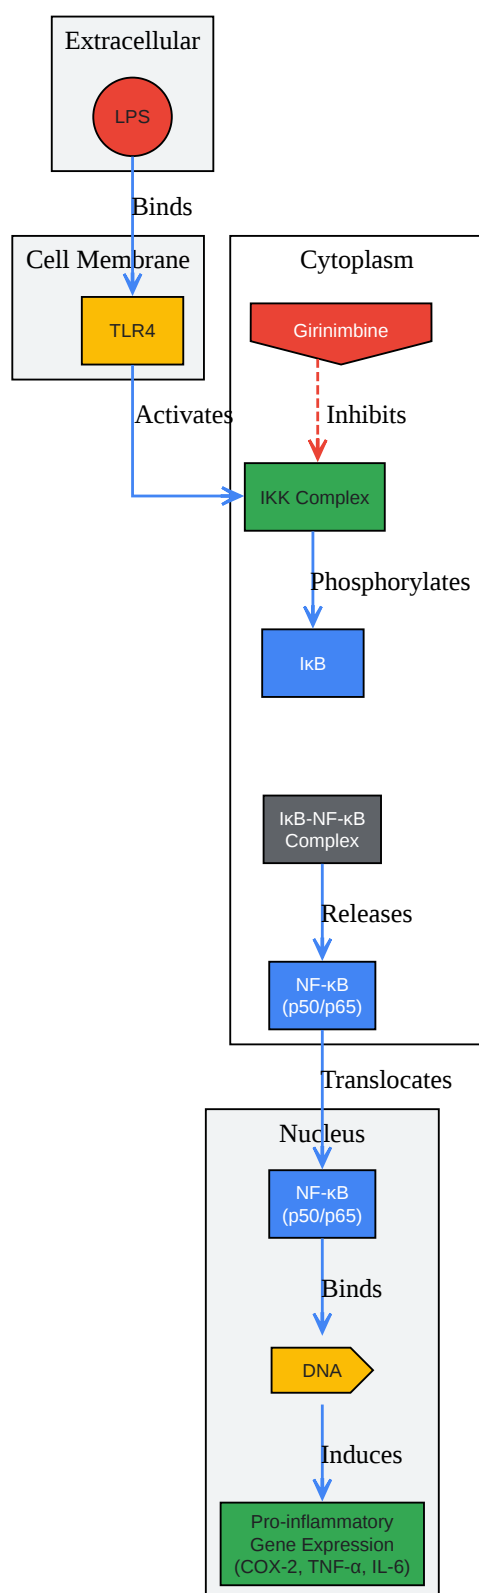 Extracellular
LPS
Binds
Cell Membrane
TLR4
Activates
Cytoplasm
Girinimbine
Inhibits
IKK Complex
Phosphorylates
IκB
IκB-NF-κB
Complex
Releases
NF-κB
(p50/p65)
Translocates
Nucleus
NF-κB
(p50/p65)
Binds
DNA
Induces
Pro-inflammatory
Gene Expression
(COX-2, TNF-α, IL-6)